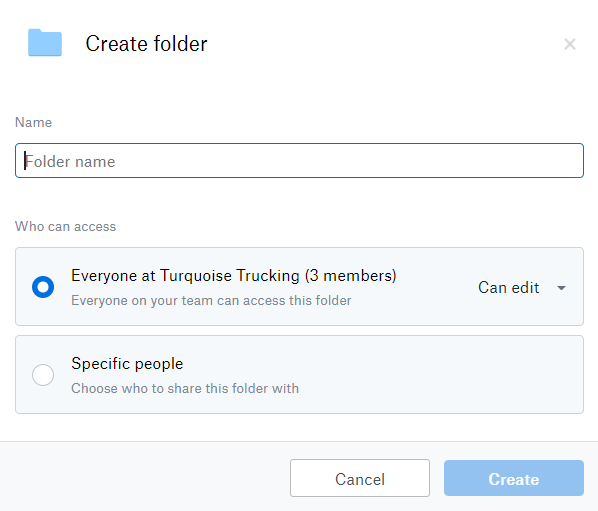 Create folder
Name
Folder name
Who can access
Everyone at Turquoise Trucking (3 members)
Everyone on your team can access this folder
Can edit
Specific people
Choose who to share this folder with
Cancel
Create